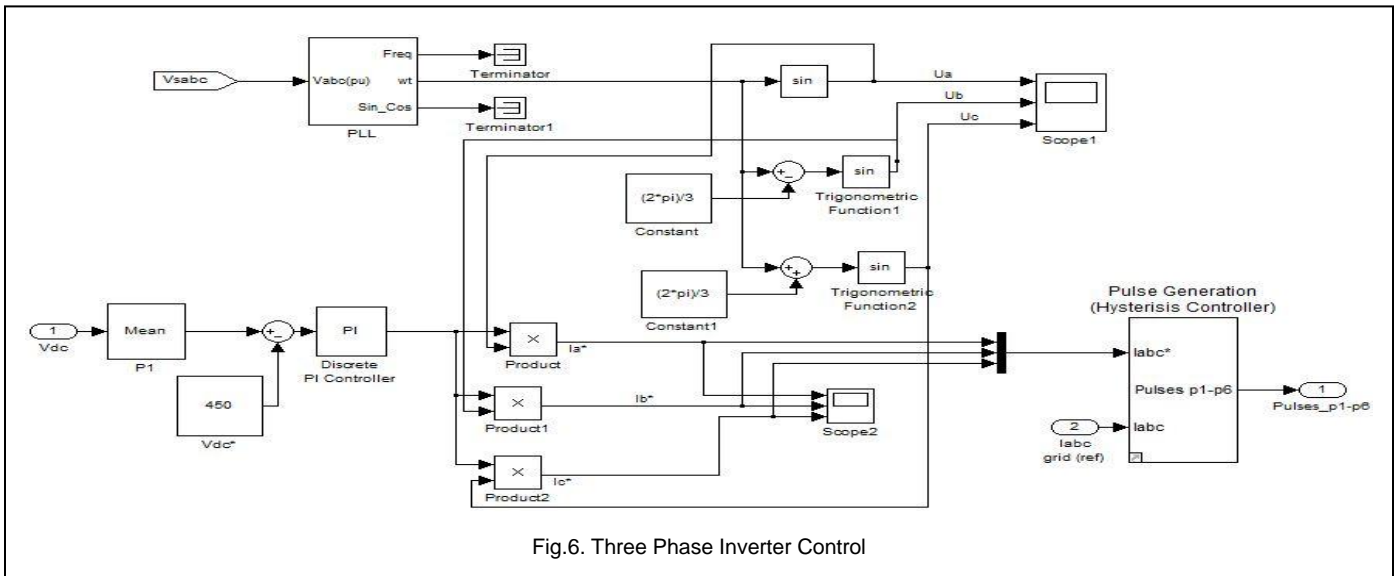 Vsabc
Vabc(pu)
Freq
wt
Sin_Cos
PLL
Terminator
Terminator1
sin
Ua
Ub
Uc
Scope1
(2*pi)/3
Constant
sin
Trigonometric
Function1
(2*pi)/3
Constant1
sin
Trigonometric
Function2
1
Vdc
Mean
P1
450
Vdc*
PI
Discrete
PI Controller
Product
Ia*
Product1
Ib*
Product2
Ic*
Scope2
Pulse Generation
(Hysterisis Controller)
Iabc*
Pulses p1-p6
Iabc
2
Iabc
grid (ref)
1
Pulses_p1-p6
Fig.6. Three Phase Inverter Control